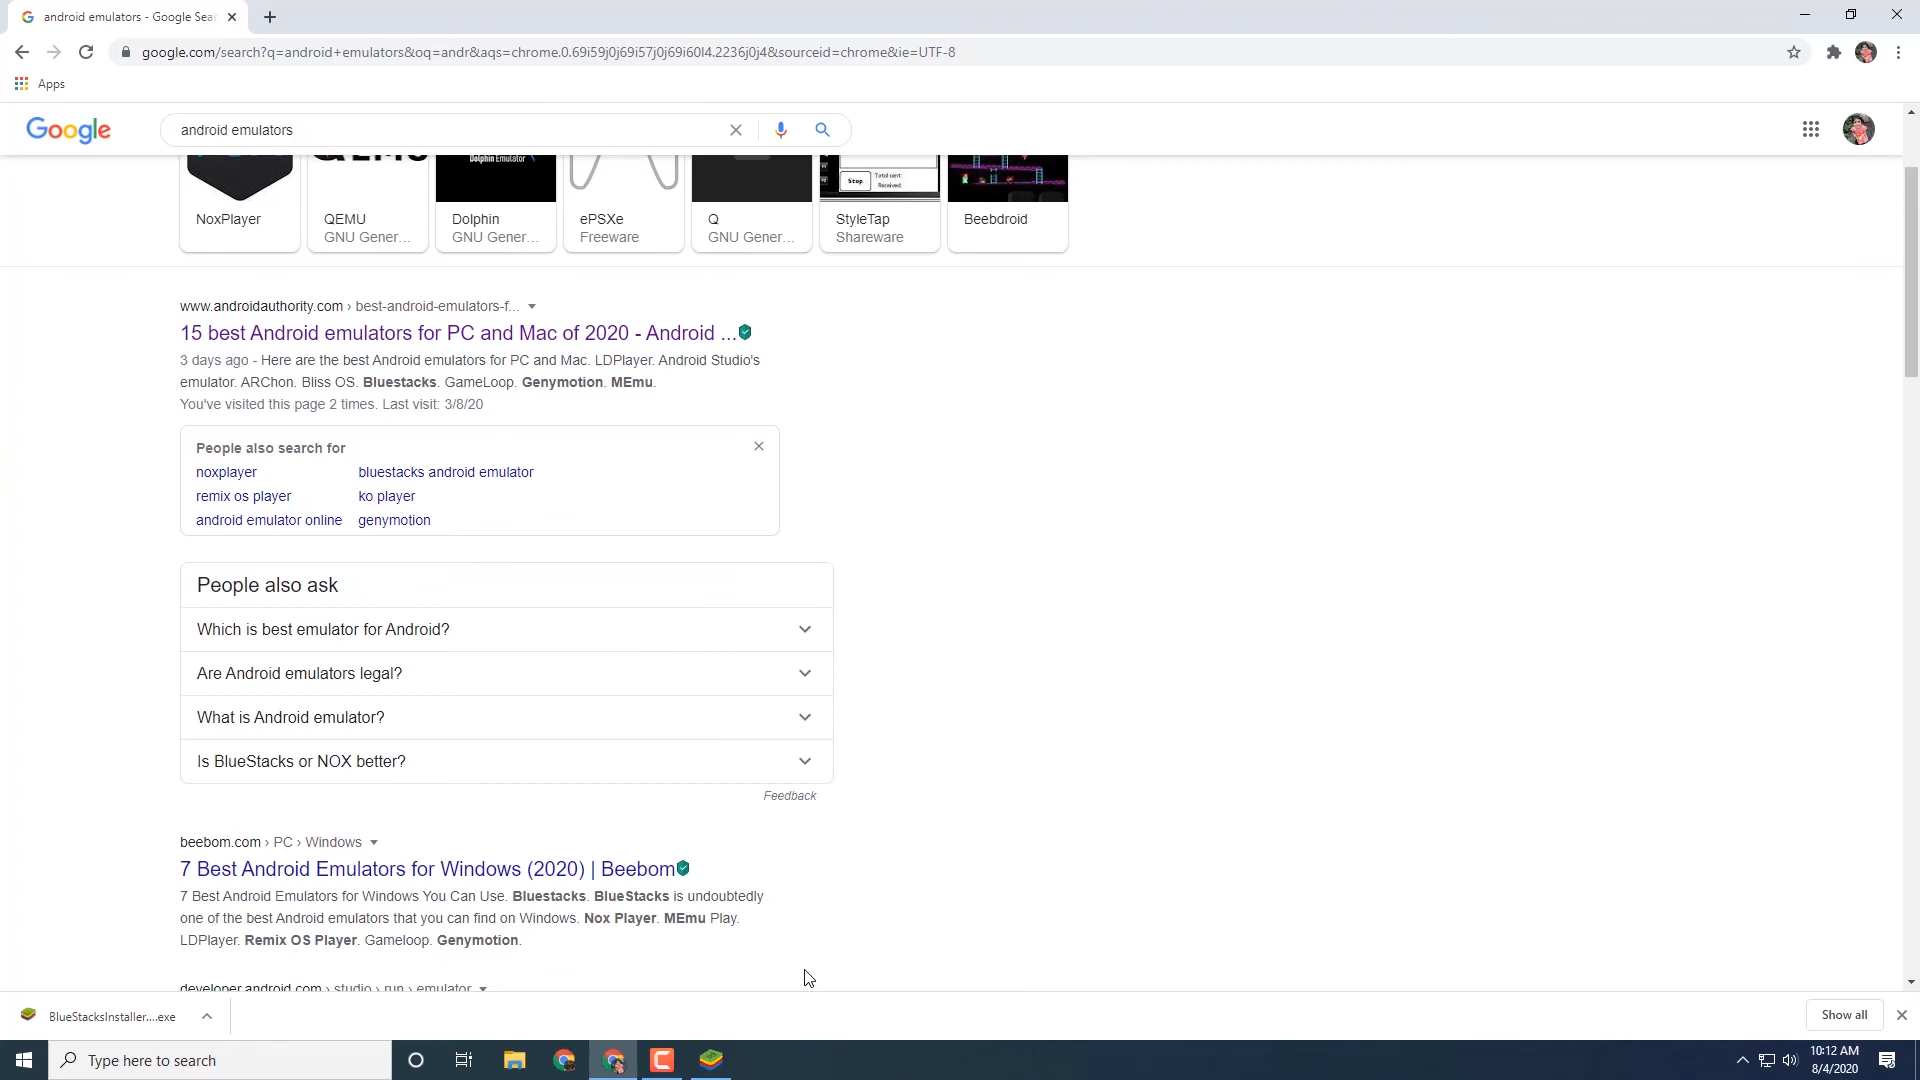 android emulators - Google Sear
google.com/search?q=android+emulators&oq=andr&aqs=chrome.0.69i59j0j69i57j0j69i60l4.2236j0j4&sourceid=chrome&ie=UTF-8
Apps
Google
android emulators
Dolphin Emulator
Stop
Total sent:
Received:
NoxPlayer
QEMU
GNU Gener...
Dolphin
GNU Gener...
ePSXe
Freeware
Q
GNU Gener...
StyleTap
Shareware
Beebdroid
www.androidauthority.com › best-android-emulators-f...
15 best Android emulators for PC and Mac of 2020 - Android ...
3 days ago - Here are the best Android emulators for PC and Mac. LDPlayer. Android Studio's
emulator. ARChon. Bliss OS. Bluestacks. GameLoop. Genymotion. MEmu.
You've visited this page 2 times. Last visit: 3/8/20
People also search for
noxplayer
bluestacks android emulator
remix os player
ko player
android emulator online
genymotion
People also ask
Which is best emulator for Android?
Are Android emulators legal?
What is Android emulator?
Is BlueStacks or NOX better?
Feedback
beebom.com › PC › Windows
7 Best Android Emulators for Windows (2020) | Beebom
7 Best Android Emulators for Windows You Can Use. Bluestacks. BlueStacks is undoubtedly
one of the best Android emulators that you can find on Windows. Nox Player. MEmu Play.
LDPlayer. Remix OS Player. Gameloop. Genymotion.
developer.android.com › studio › run › emulator
BlueStacksInstaller....exe
Show all
Type here to search
10:12 AM
8/4/2020